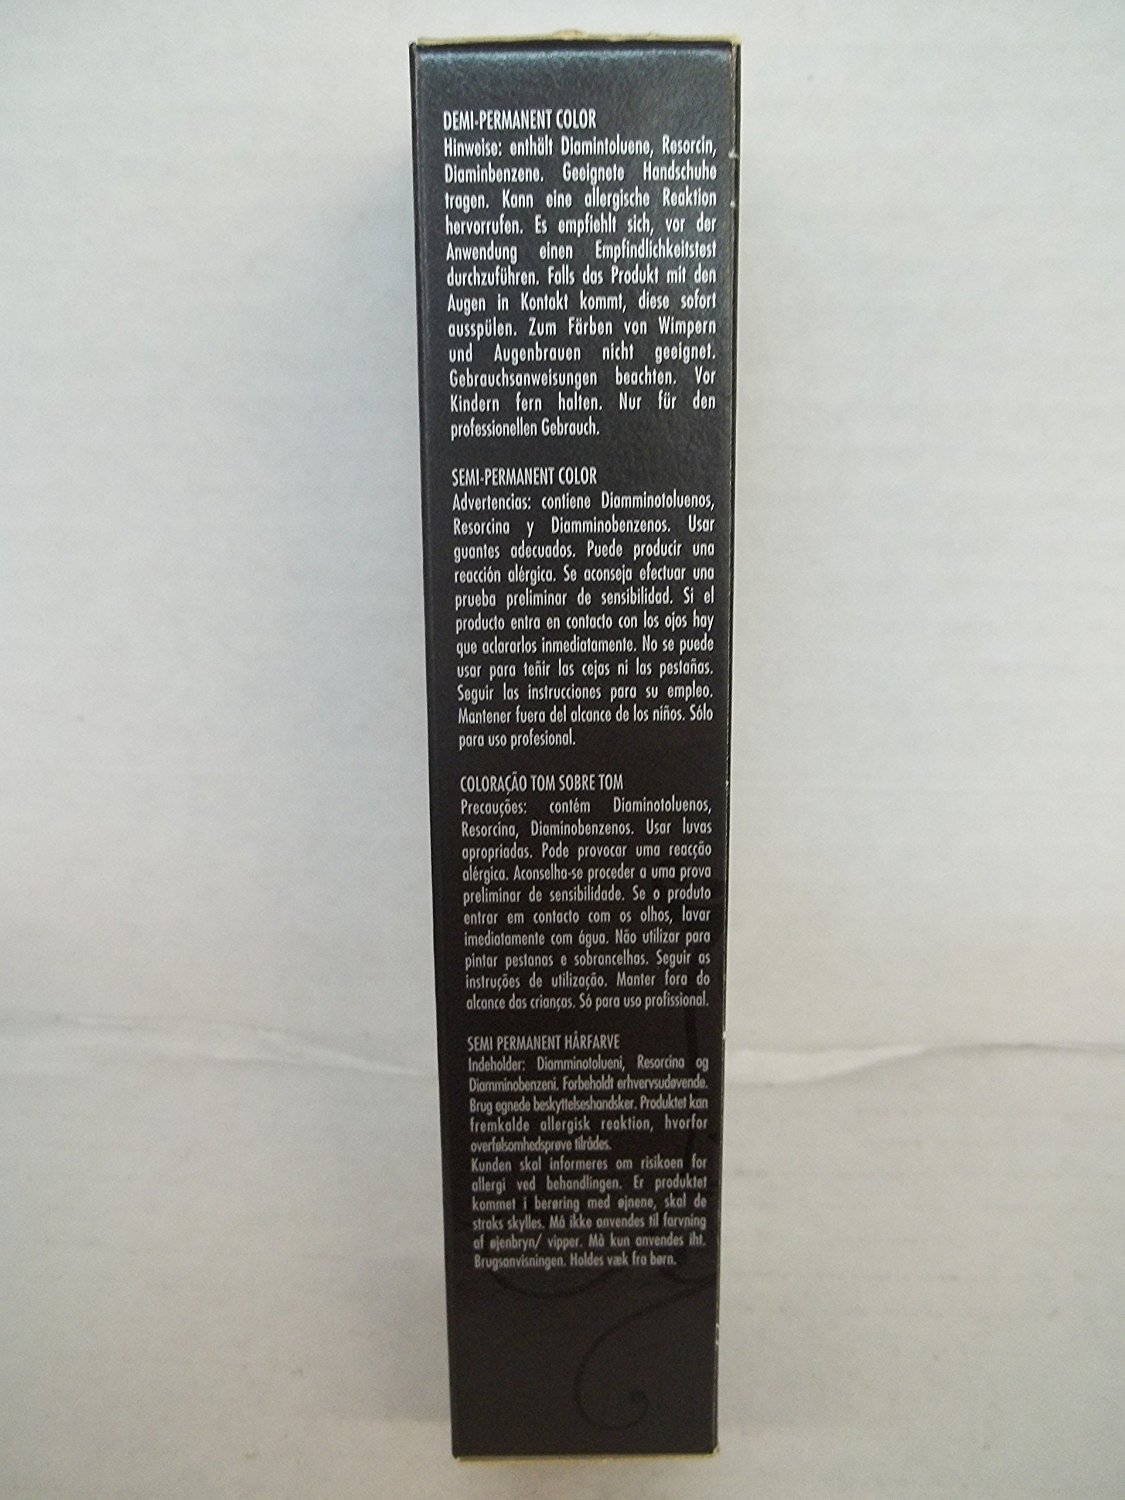 DEMI-PERMANENT COLOR
Hinweise: enthält Diamintoluene, Resorcin,
Diaminbenzene. Geeignete Handschuhe
tragen. Kann eine allergische Reaktion
hervorrufen. Es empfiehlt sich, vor der
Anwendung einen Empfindlichkeitstest
durchzuführen. Falls das Produkt mit den
Augen in Kontakt kommt, diese sofort
ausspülen. Zum Färben von Wimpern
und Augenbrauen nicht geeignet.
Gebrauchsanweisungen beachten. Vor
Kindern fern halten. Nur für den
professionellen Gebrauch.
SEMI-PERMANENT COLOR
Advertencias: contiene Diamminotoluenos,
Resorcina y Diamminobenzenos. Usar
guantes adecuados. Puede producir una
reacción alérgica. Se aconseja efectuar una
prueba preliminar de sensibilidad. Si el
producto entra en contacto con los ojos hay
que aclararlos inmediatamente. No se puede
usar para teñir las cejas ni las pestañas.
Seguir las instrucciones para su empleo.
Mantener fuera del alcance de los niños. Sólo
para uso profesional.
COLORAÇÃO TOM SOBRE TOM
Precauções: contém Diaminotoluenos,
Resorcina, Diaminobenzenos. Usar luvas
apropriadas. Pode provocar uma reacção
alérgica. Aconselha-se proceder a uma prova
preliminar de sensibilidade. Se o produto
entrar em contacto com os olhos, lavar
imediatamente com água. Não utilizar para
pintar pestanas e sobrancelhas. Seguir as
instruções de utilização. Manter fora do
alcance das crianças. Só para uso profissional.
SEMI PERMANENT HÅRFARVE
Indeholder: Diamminotolueni, Resorcina og
Diamminobenzeni. Forbeholdt erhvervsudøvende.
Brug egnede beskyttelseshandsker. Produktet kan
fremkalde allergisk reaktion, hvorfor
overfølsomhedsprøve tilrådes.
Kunden skal informeres om risikoen for
allergi ved behandlingen. Er produktet
kommet i berøring med øjnene, skal de
straks skylles. Må ikke anvendes til farvning
af øjenbryn/ vipper. Må kun anvendes iht.
Brugsanvisningen. Holdes væk fra børn.